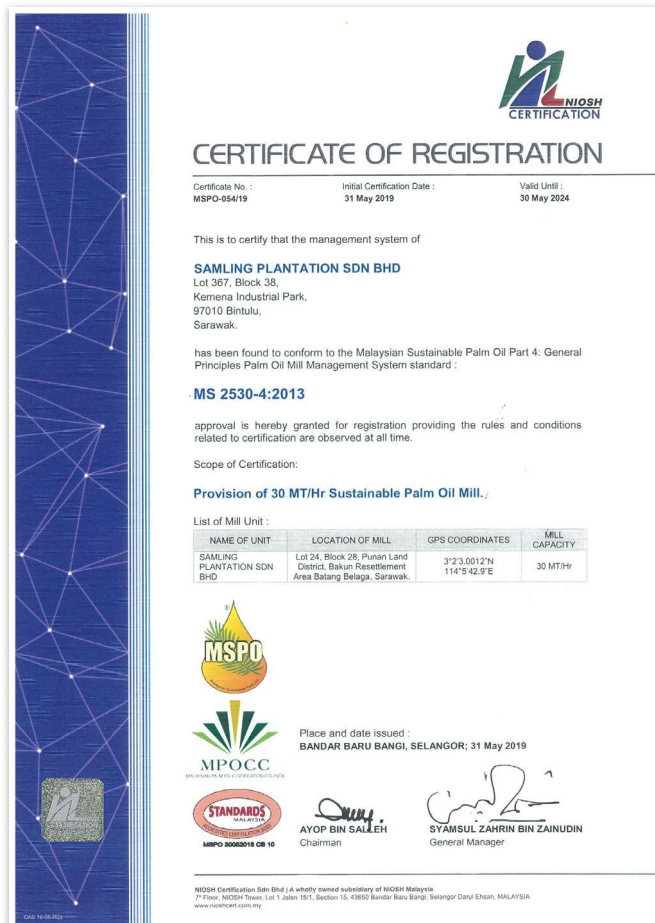 NIOSH
CERTIFICATION
CERTIFICATE OF REGISTRATION
Certificate No. :
MSPO-054/19
Initial Certification Date :
31 May 2019
Valid Until :
30 May 2024
This is to certify that the management system of
SAMLING PLANTATION SDN BHD
Lot 367, Block 38,
Kemena Industrial Park,
97010 Bintulu,
Sarawak.
has been found to conform to the Malaysian Sustainable Palm Oil Part 4: General
Principles Palm Oil Mill Management System standard :
MS 2530-4:2013
approval is hereby granted for registration providing the rules and conditions
related to certification are observed at all time.
Scope of Certification:
Provision of 30 MT/Hr Sustainable Palm Oil Mill.
List of Mill Unit :
NAME OF UNIT LOCATION OF MILL GPS COORDINATES MILL CAPACITY
SAMLING PLANTATION SDN BHD
Lot 24, Block 28, Punan Land
District, Bakun Resettlement
Area Batang Belaga, Sarawak.
3°2'3.0012"N
114°5'42.9"E
30 MT/Hr
MSPO
MPOCC
Place and date issued :
BANDAR BARU BANGI, SELANGOR; 31 May 2019
STANDARDS
MALAYSIA
ACCREDITED CERTIFICATION BODY
MSPO 30082018 CB 10
AYOP BIN SALLEH
Chairman
SYAMSUL ZAHRIN BIN ZAINUDIN
General Manager
NIOSH Certification Sdn Bhd | A wholly owned subsidiary of NIOSH Malaysia
7th Floor, NIOSH Tower, Lot 1 Jalan 15/1, Section 15, 43650 Bandar Baru Bangi, Selangor Darul Ehsan, MALAYSIA
www.nioshcert.com.my